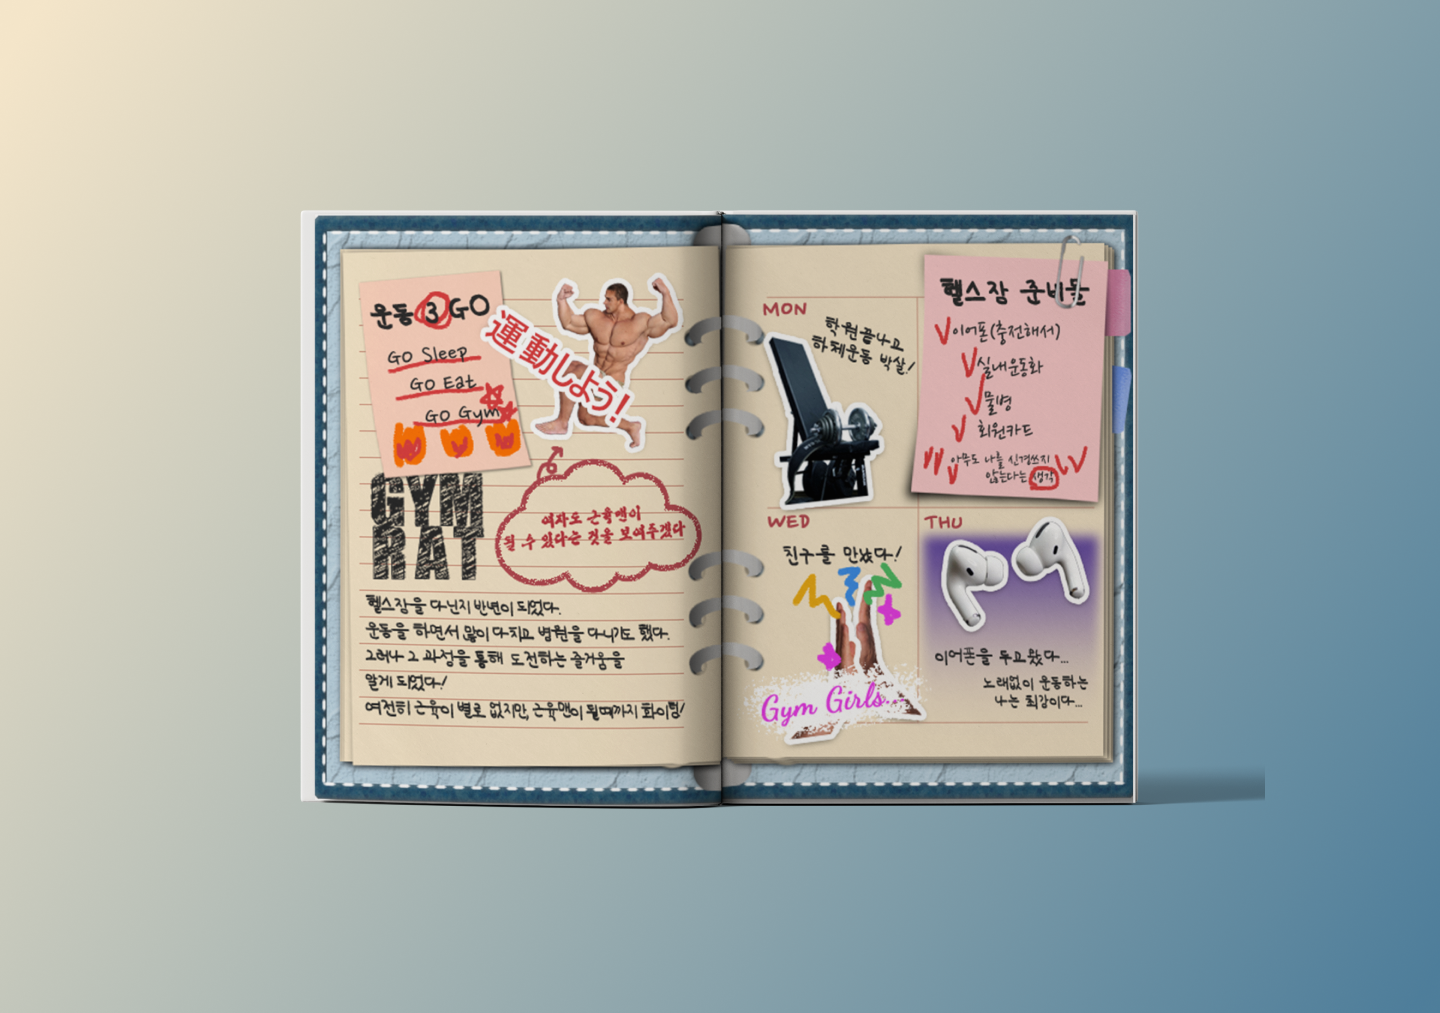 운동 3 GO
Go Sleep
Go Eat
Go Gym
運動しよう!
GYM
RAT
여자도 근육맨이
될 수 있다는 것을 보여주겠다
헬스장을 다닌지 반년이 되었다.
운동을 하면서 많이 다치고 병원을 다니기도 했다.
그러나 그 과정을 통해 도전하는 즐거움을
알게 되었다!
여전히 근육이 별로 없지만, 근육맨이 될때까지 화이팅!
MON
학원끝나고
하체운동 박살!
헬스장 준비물
이어폰(충전해서)
실내운동화
물병
회원카드
아무도 나를 신경쓰지
않는다는 생각
WED
친구를 만났다!
Gym Girls...
THU
이어폰을 두고왔다...
노래없이 운동하는
나는 최강이다...